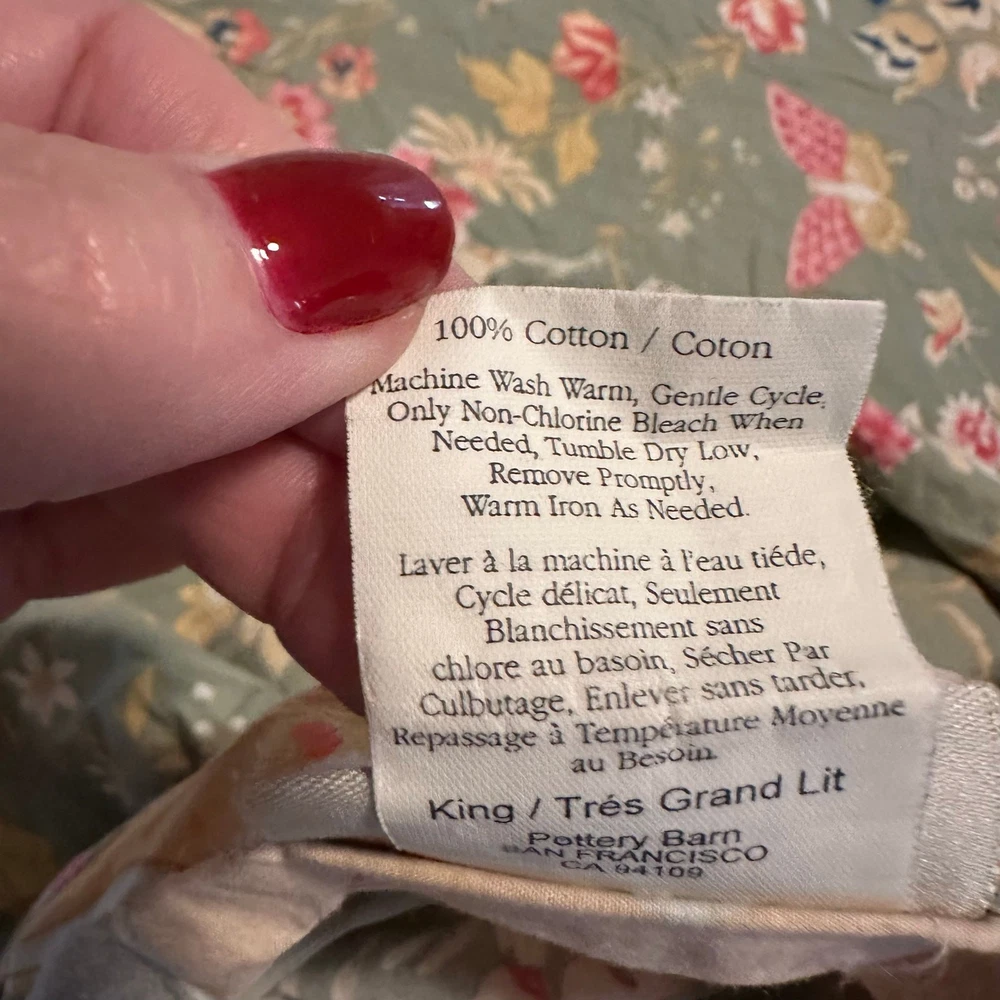 100% Cotton / Coton
Machine Wash Warm, Gentle Cycle,
Only Non-Chlorine Bleach When
Needed, Tumble Dry Low,
Remove Promptly,
Warm Iron As Needed.
Laver à la machine à l'eau tiéde,
Cycle délicat, Seulement
Blanchissement sans
chlore au basoin, Sécher Par
Culbutage, Enlever sans tarder,
Repassage à Température Moyenne
au Besoin.
King / Trés Grand Lit
Pottery Barn
SAN FRANCISCO
CA 94109